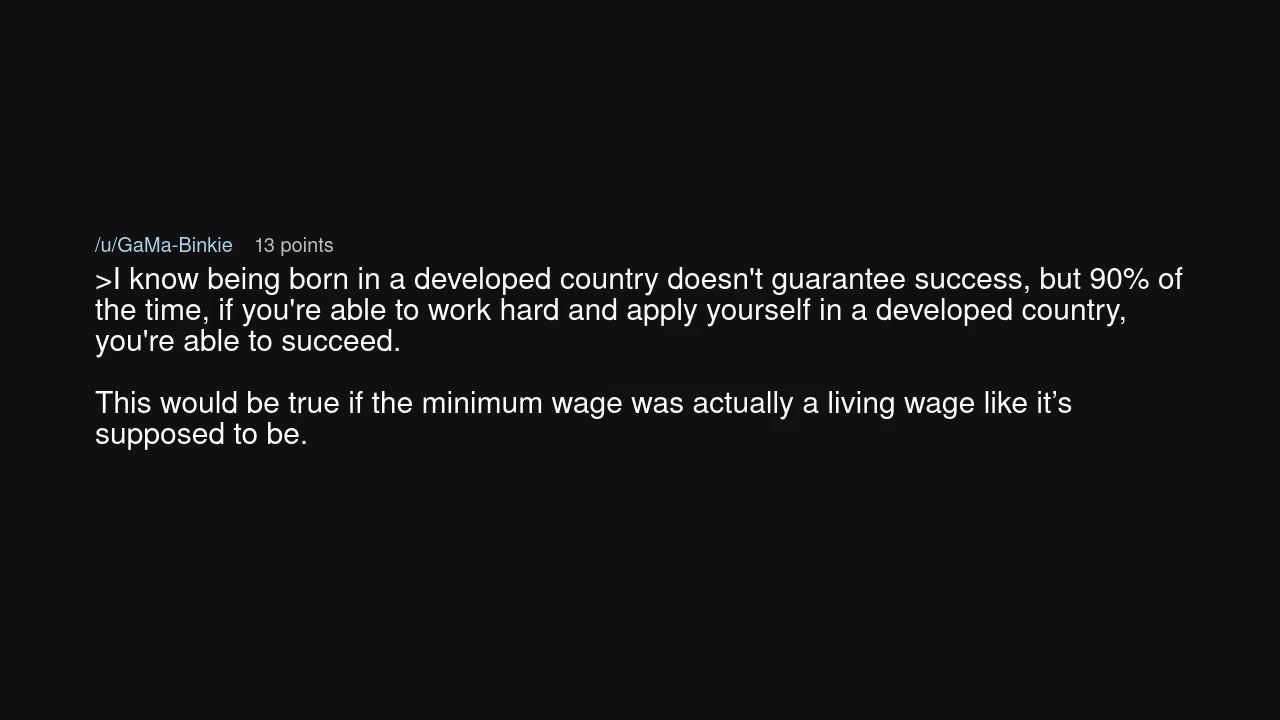 /u/GaMa-Binkie 13 points
>I know being born in a developed country doesn't guarantee success, but 90% of
the time, if you're able to work hard and apply yourself in a developed country,
you're able to succeed.
This would be true if the minimum wage was actually a living wage like it’s
supposed to be.